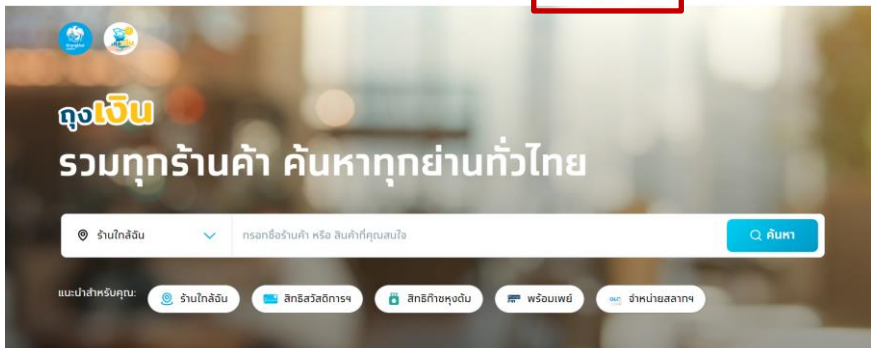 ถุงเงิน
รวมทุกร้านค้า ค้นหาทุกย่านทั่วไทย
ร้านใกล้ฉัน กรอกชื่อร้านค้า หรือ สินค้าที่คุณสนใจ ค้นหา
แนะนำสำหรับคุณ: ร้านใกล้ฉัน สิทธิสวัสดิการฯ สิทธิก๊าซหุงต้ม พร้อมเพย์ จำหน่ายสลากฯ